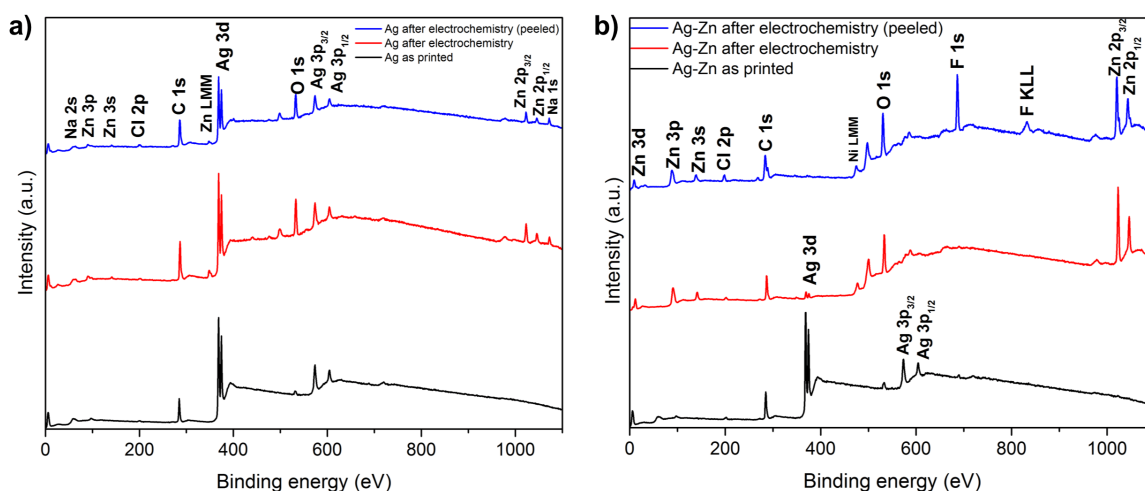 a)
Ag after electrochemistry (peeled)
Ag after electrochemistry
Ag as printed
Na 2s
Zn 3p
Zn 3s
Cl 2p
C 1s
Zn LMM
Ag 3d
O 1s
Ag 3p3/2
Ag 3p1/2
Zn 2p3/2
Zn 2p1/2
Na 1s
Intensity (a.u.)
0 200 400 600 800 1000
Binding energy (eV)
b)
Ag-Zn after electrochemistry (peeled)
Ag-Zn after electrochemistry
Ag-Zn as printed
Zn 3d
Zn 3p
Zn 3s
Cl 2p
C 1s
Ni LMM
O 1s
F 1s
F KLL
Zn 2p3/2
Zn 2p1/2
Ag 3d
Ag 3p3/2
Ag 3p1/2
Intensity (a.u.)
0 200 400 600 800 1000
Binding energy (eV)